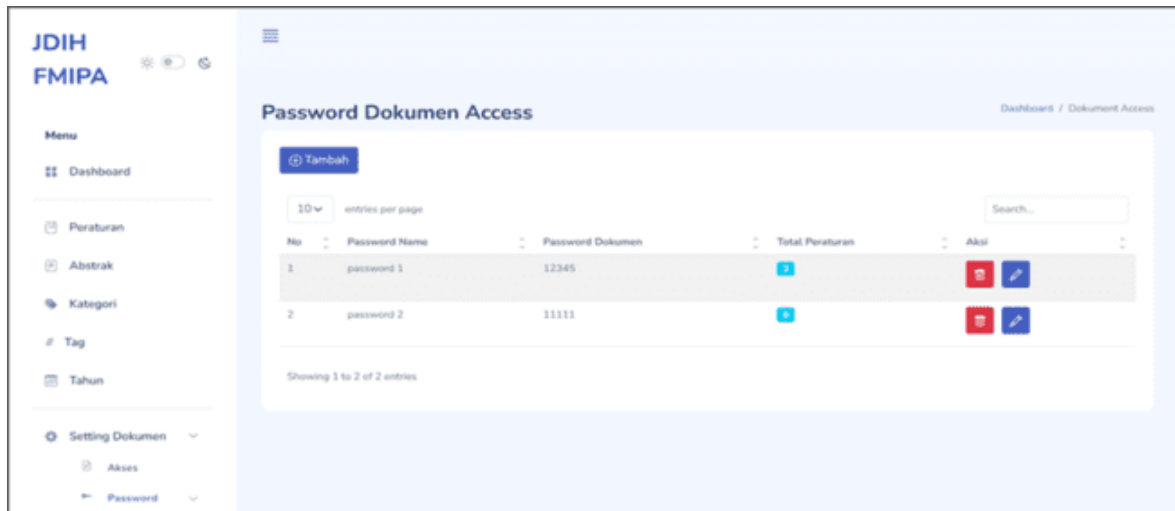 JDIH
FMIPA
Menu
Dashboard
Peraturan
Abstrak
Kategori
# Tag
Tahun
Setting Dokumen
Akses
Password
Password Dokumen Access
Dashboard / Dokument Access
Tambah
10 entries per page
Search...
No Password Name Password Dokumen Total Peraturan Aksi
1 password 1 12345
2 password 2 11111 0
Showing 1 to 2 of 2 entries